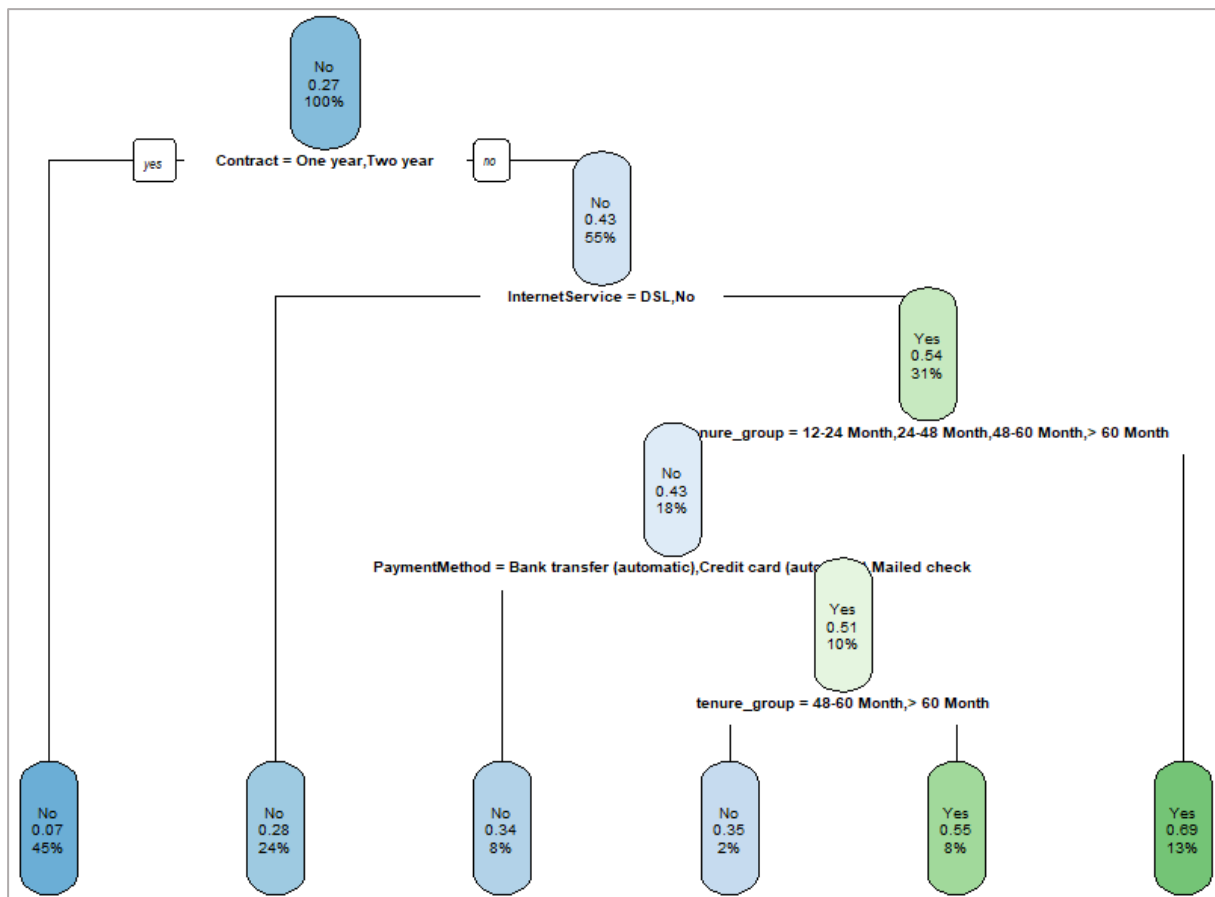 No
0.27
100%
yes
Contract = One year,Two year
no
No
0.43
55%
InternetService = DSL,No
Yes
0.54
31%
nure_group = 12-24 Month,24-48 Month,48-60 Month,> 60 Month
No
0.43
18%
PaymentMethod = Bank transfer (automatic),Credit card (auto ,Mailed check
Yes
0.51
10%
tenure_group = 48-60 Month,> 60 Month
No
0.07
45%
No
0.28
24%
No
0.34
8%
No
0.35
2%
Yes
0.55
8%
Yes
0.69
13%